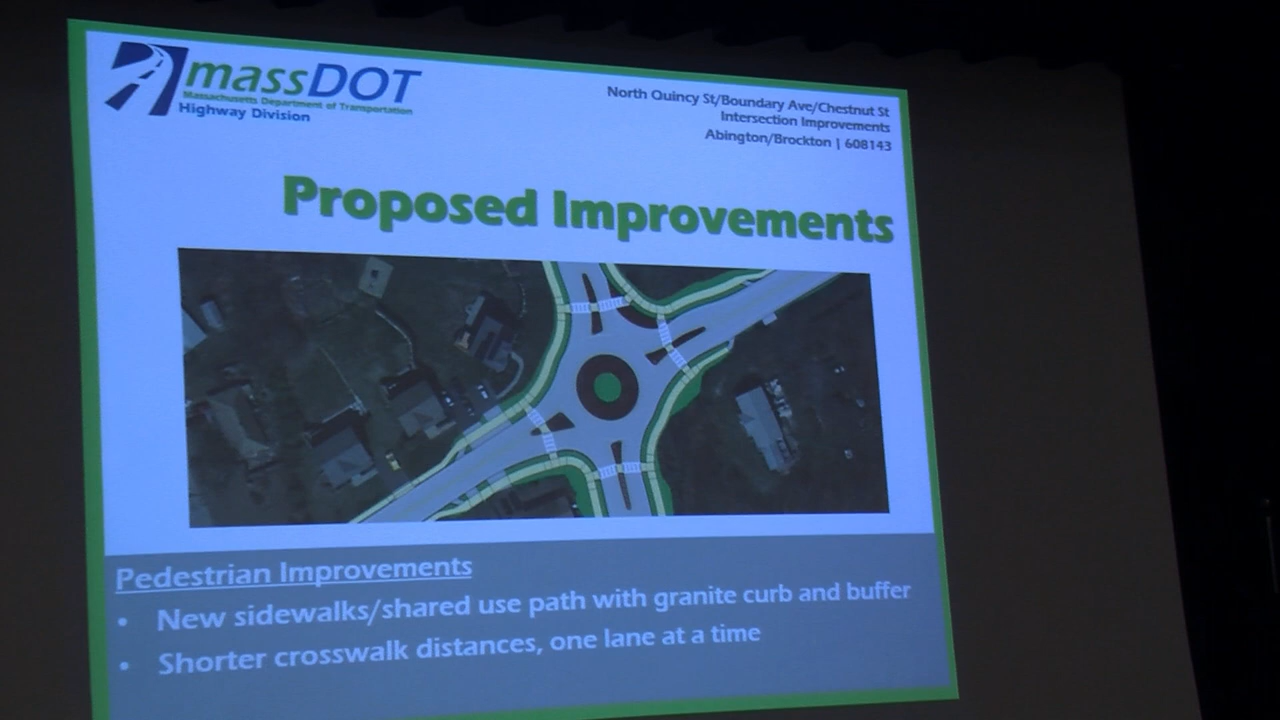 massDOT
Massachusetts Department of Transportation
Highway Division
North Quincy St/Boundary Ave/Chestnut St
Intersection Improvements
Abington/Brockton | 608143
Proposed Improvements
Pedestrian Improvements
• New sidewalks/shared use path with granite curb and buffer
• Shorter crosswalk distances, one lane at a time